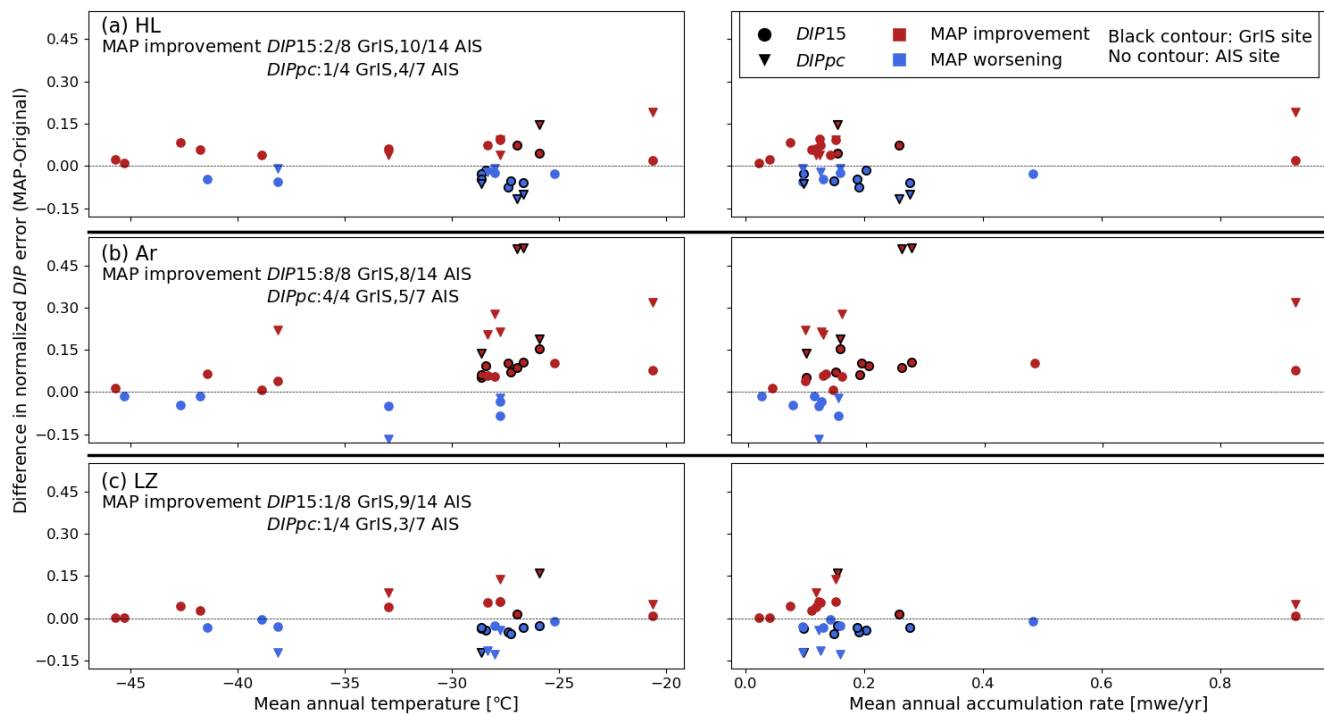 Difference in normalized DIP error (MAP-Original)
(a) HL
MAP improvement DIP15:2/8 GrIS,10/14 AIS
DIPpc:1/4 GrIS,4/7 AIS
0.45
0.30
0.15
0.00
−0.15
DIP15
DIPpc
MAP improvement
MAP worsening
Black contour: GrIS site
No contour: AIS site
(b) Ar
MAP improvement DIP15:8/8 GrIS,8/14 AIS
DIPpc:4/4 GrIS,5/7 AIS
0.45
0.30
0.15
0.00
−0.15
(c) LZ
MAP improvement DIP15:1/8 GrIS,9/14 AIS
DIPpc:1/4 GrIS,3/7 AIS
0.45
0.30
0.15
0.00
−0.15
−45 −40 −35 −30 −25 −20
Mean annual temperature [°C]
0.0 0.2 0.4 0.6 0.8
Mean annual accumulation rate [mwe/yr]